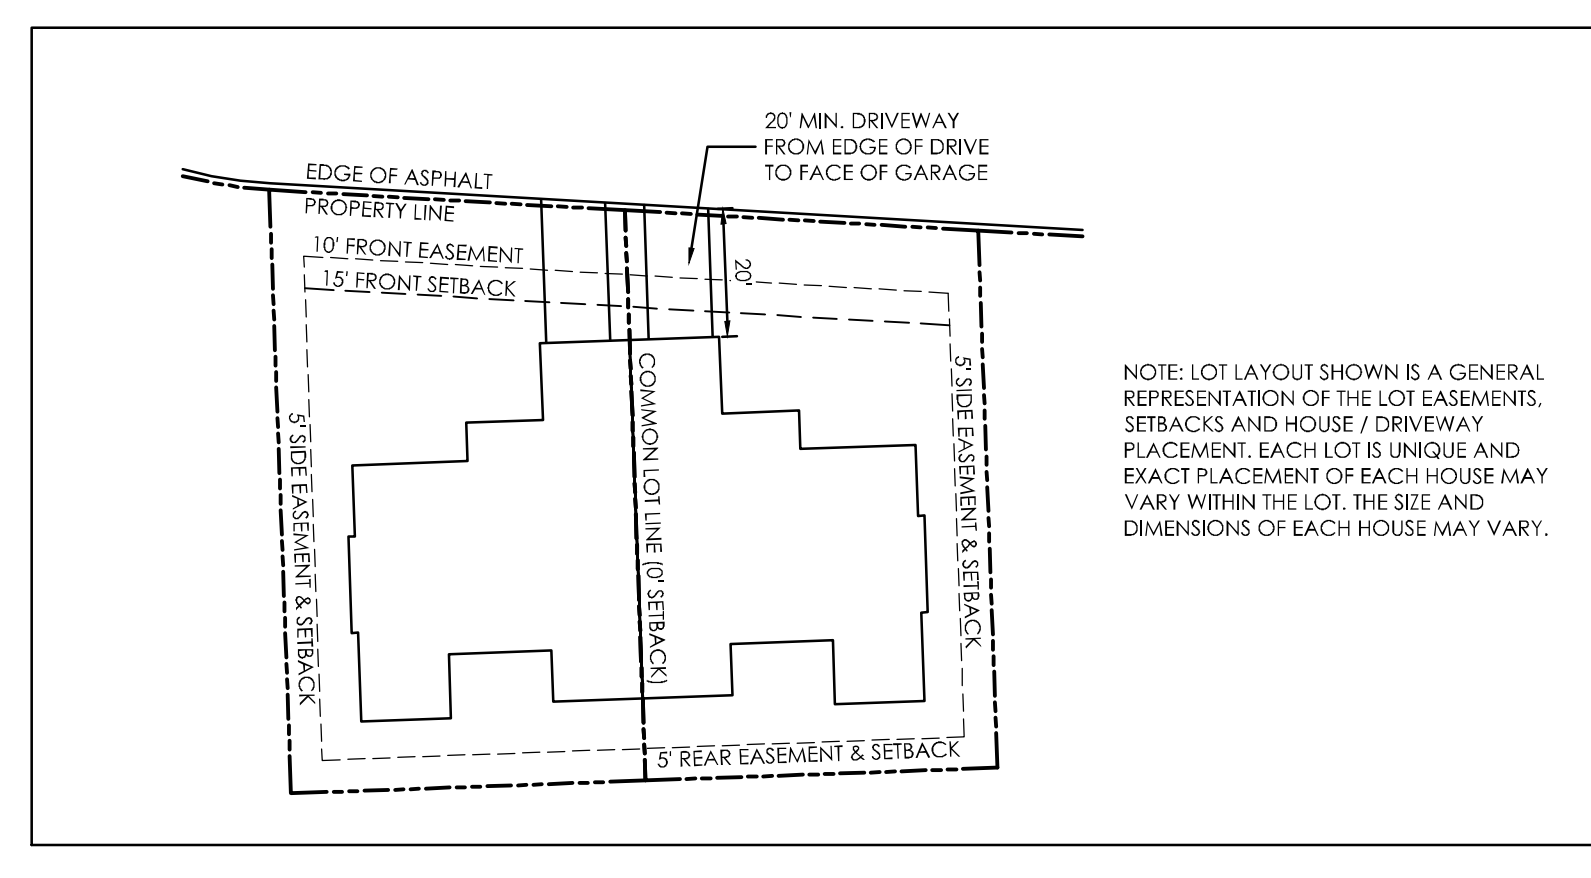 20' MIN. DRIVEWAY
FROM EDGE OF DRIVE
TO FACE OF GARAGE
EDGE OF ASPHALT
PROPERTY LINE
10' FRONT EASEMENT
15' FRONT SETBACK
20'
COMMON LOT LINE (0' SETBACK)
5' SIDE EASEMENT & SETBACK
5' SIDE EASEMENT & SETBACK
5' REAR EASEMENT & SETBACK
NOTE: LOT LAYOUT SHOWN IS A GENERAL
REPRESENTATION OF THE LOT EASEMENTS,
SETBACKS AND HOUSE / DRIVEWAY
PLACEMENT. EACH LOT IS UNIQUE AND
EXACT PLACEMENT OF EACH HOUSE MAY
VARY WITHIN THE LOT. THE SIZE AND
DIMENSIONS OF EACH HOUSE MAY VARY.